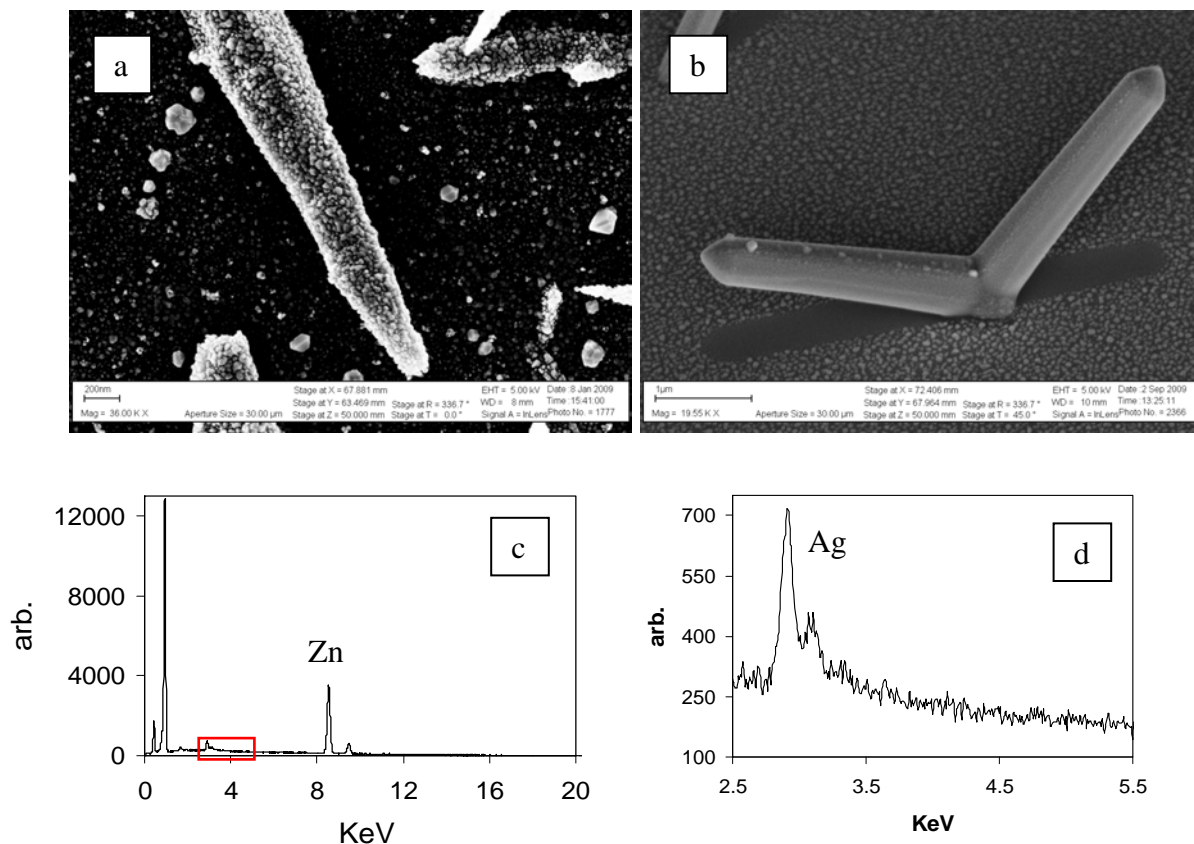 a
b
200nm
Mag = 36.00 K X
Aperture Size = 30.00 µm
Stage at X = 67.881 mm
Stage at Y = 63.469 mm
Stage at Z = 50.000 mm
Stage at R = 336.7 °
Stage at T = 0.0 °
EHT = 5.00 kV
WD = 8 mm
Signal A = InLens
Date :8 Jan 2009
Time :15:41:00
Photo No. = 1777
1µm
Mag = 19.55 K X
Aperture Size = 30.00 µm
Stage at X = 72.406 mm
Stage at Y = 67.964 mm
Stage at Z = 50.000 mm
Stage at R = 336.7 °
Stage at T = 45.0 °
EHT = 5.00 kV
WD = 10 mm
Signal A = InLens
Date :2 Sep 2009
Time :13:25:11
Photo No. = 2366
12000
8000
4000
0
arb.
c
Zn
0 4 8 12 16 20
KeV
700
550
400
250
100
arb.
Ag
d
2.5 3.5 4.5 5.5
KeV